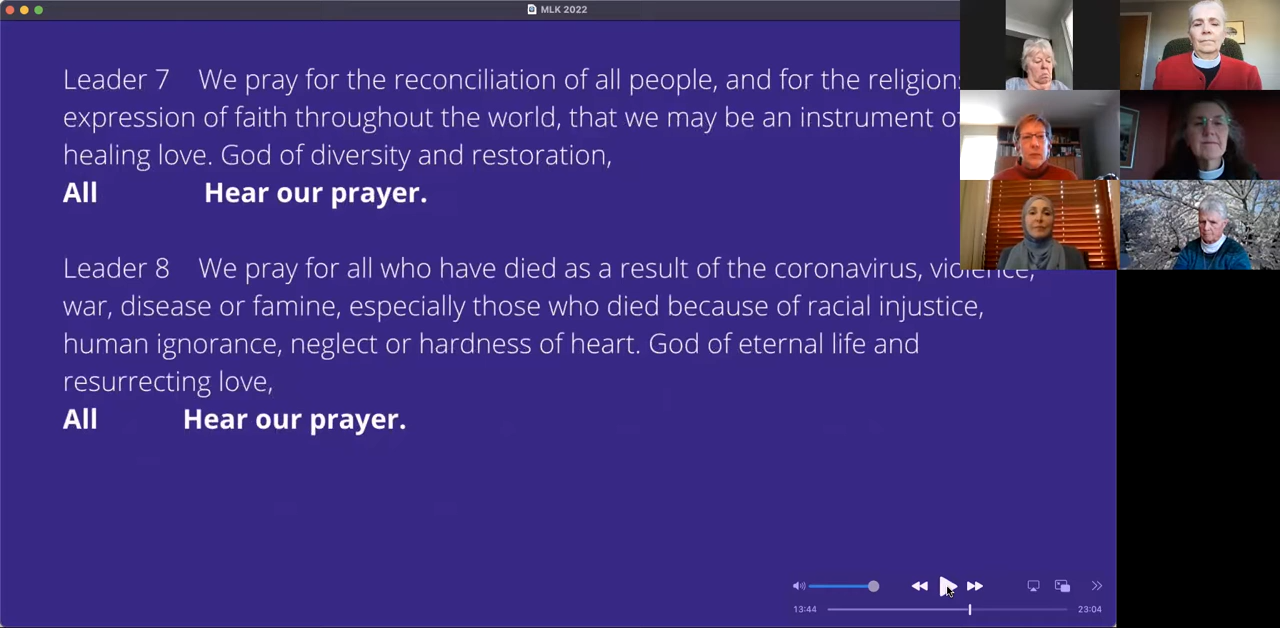 MLK 2022
Leader 7 We pray for the reconciliation of all people, and for the religions
expression of faith throughout the world, that we may be an instrument of
healing love. God of diversity and restoration,
All Hear our prayer.
Leader 8 We pray for all who have died as a result of the coronavirus, violence,
war, disease or famine, especially those who died because of racial injustice,
human ignorance, neglect or hardness of heart. God of eternal life and
resurrecting love,
All Hear our prayer.
13:44 23:04